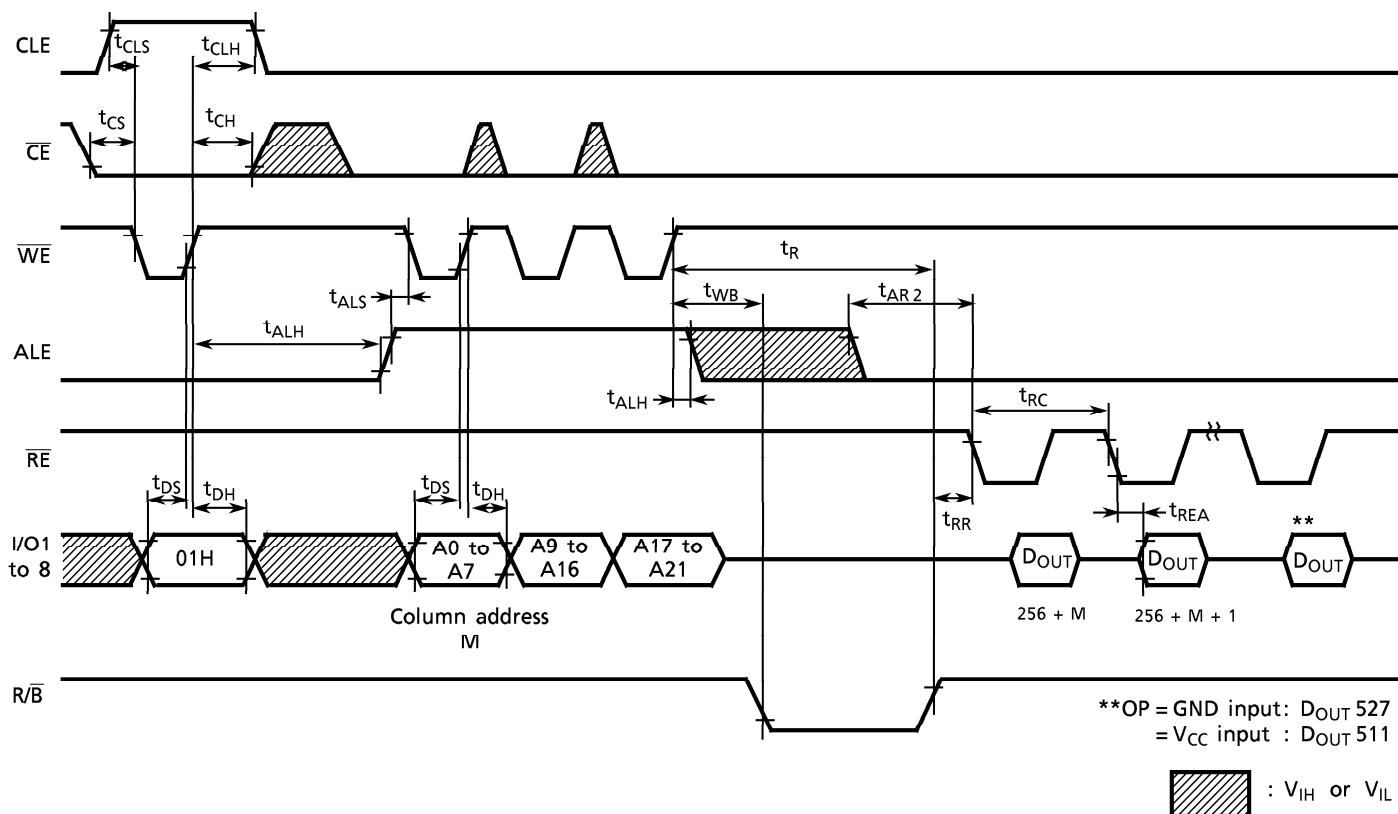 CLE
tCLS
tCLH
CE
tCS
tCH
WE
tR
tALS
tWB
tAR2
ALE
tALH
tALH
tRC
RE
tDS
tDH
tDS
tDH
tRR
tREA
**
I/O1
to 8
01H
A0 to
A7
A9 to
A16
A17 to
A21
DOUT
DOUT
DOUT
Column address
M
256 + M
256 + M + 1
R/B
**OP = GND input : DOUT 527
= VCC input : DOUT 511
: VIH or VIL